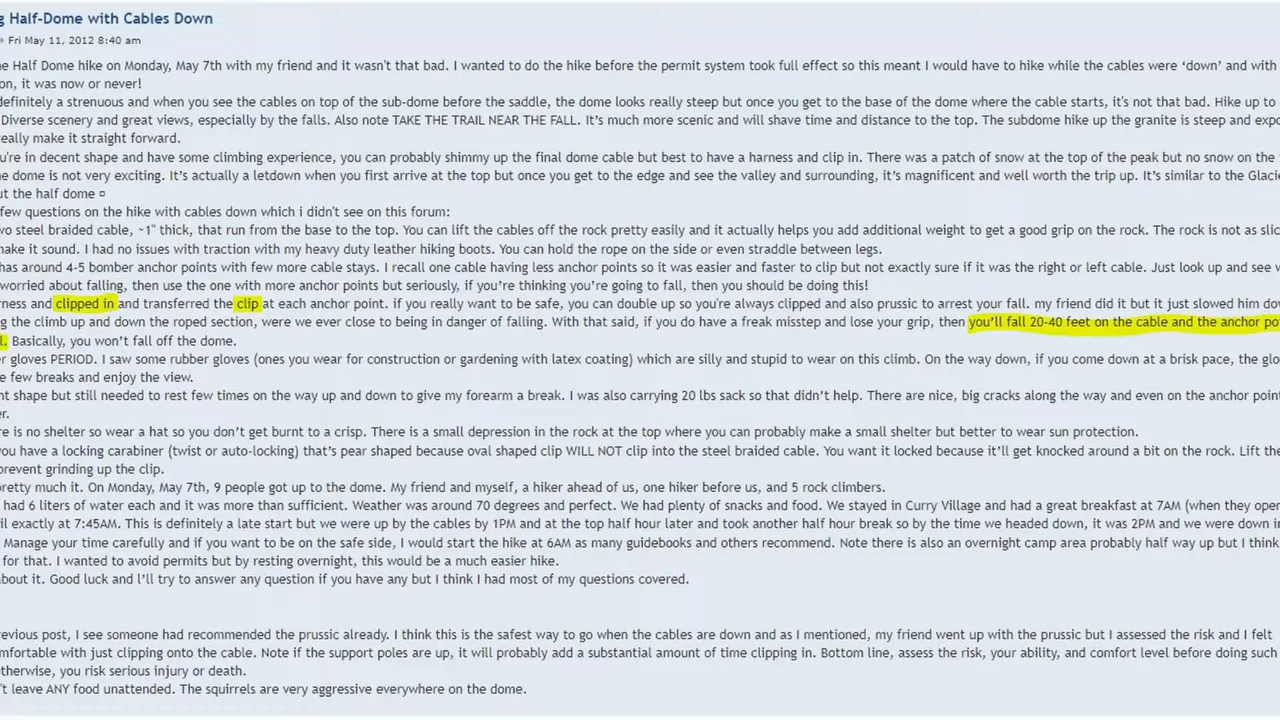 g Half-Dome with Cables Down
» Fri May 11, 2012 8:40 am
he Half Dome hike on Monday, May 7th with my friend and it wasn't that bad. I wanted to do the hike before the permit system took full effect so this meant I would have to hike while the cables were ‘down’ and with
on, it was now or never!
definitely a strenuous and when you see the cables on top of the sub-dome before the saddle, the dome looks really steep but once you get to the base of the dome where the cable starts, it's not that bad. Hike up to
Diverse scenery and great views, especially by the falls. Also note TAKE THE TRAIL NEAR THE FALL. It’s much more scenic and will shave time and distance to the top. The subdome hike up the granite is steep and expo
really make it straight forward.
u're in decent shape and have some climbing experience, you can probably shimmy up the final dome cable but best to have a harness and clip in. There was a patch of snow at the top of the peak but no snow on the
he dome is not very exciting. It’s actually a letdown when you first arrive at the top but once you get to the edge and see the valley and surrounding, it’s magnificent and well worth the trip up. It’s similar to the Glacie
ut the half dome ¤
few questions on the hike with cables down which i didn't see on this forum:
wo steel braided cable, ~1" thick, that run from the base to the top. You can lift the cables off the rock pretty easily and it actually helps you add additional weight to get a good grip on the rock. The rock is not as slic
make it sound. I had no issues with traction with my heavy duty leather hiking boots. You can hold the rope on the side or even straddle between legs.
has around 4-5 bomber anchor points with few more cable stays. I recall one cable having less anchor points so it was easier and faster to clip but not exactly sure if it was the right or left cable. Just look up and see w
worried about falling, then use the one with more anchor points but seriously, if you’re thinking you’re going to fall, then you should be doing this!
rness and clipped in and transferred the clip at each anchor point. if you really want to be safe, you can double up so you're always clipped and also prussic to arrest your fall. my friend did it but it just slowed him dow
g the climb up and down the roped section, were we ever close to being in danger of falling. With that said, if you do have a freak misstep and lose your grip, then you’ll fall 20-40 feet on the cable and the anchor po
l. Basically, you won’t fall off the dome.
er gloves PERIOD. I saw some rubber gloves (ones you wear for construction or gardening with latex coating) which are silly and stupid to wear on this climb. On the way down, if you come down at a brisk pace, the glo
e few breaks and enjoy the view.
nt shape but still needed to rest few times on the way up and down to give my forearm a break. I was also carrying 20 lbs sack so that didn’t help. There are nice, big cracks along the way and even on the anchor point
er.
re is no shelter so wear a hat so you don’t get burnt to a crisp. There is a small depression in the rock at the top where you can probably make a small shelter but better to wear sun protection.
you have a locking carabiner (twist or auto-locking) that’s pear shaped because oval shaped clip WILL NOT clip into the steel braided cable. You want it locked because it’ll get knocked around a bit on the rock. Lift the
prevent grinding up the clip.
pretty much it. On Monday, May 7th, 9 people got up to the dome. My friend and myself, a hiker ahead of us, one hiker before us, and 5 rock climbers.
had 6 liters of water each and it was more than sufficient. Weather was around 70 degrees and perfect. We had plenty of snacks and food. We stayed in Curry Village and had a great breakfast at 7AM (when they open
il exactly at 7:45AM. This is definitely a late start but we were up by the cables by 1PM and at the top half hour later and took another half hour break so by the time we headed down, it was 2PM and we were down in
Manage your time carefully and if you want to be on the safe side, I would start the hike at 6AM as many guidebooks and others recommend. Note there is also an overnight camp area probably half way up but I think
for that. I wanted to avoid permits but by resting overnight, this would be a much easier hike.
bout it. Good luck and I’ll try to answer any question if you have any but I think I had most of my questions covered.
revious post, I see someone had recommended the prussic already. I think this is the safest way to go when the cables are down and as I mentioned, my friend went up with the prussic but I assessed the risk and I felt
mfortable with just clipping onto the cable. Note if the support poles are up, it will probably add a substantial amount of time clipping in. Bottom line, assess the risk, your ability, and comfort level before doing such
otherwise, you risk serious injury or death.
't leave ANY food unattended. The squirrels are very aggressive everywhere on the dome.